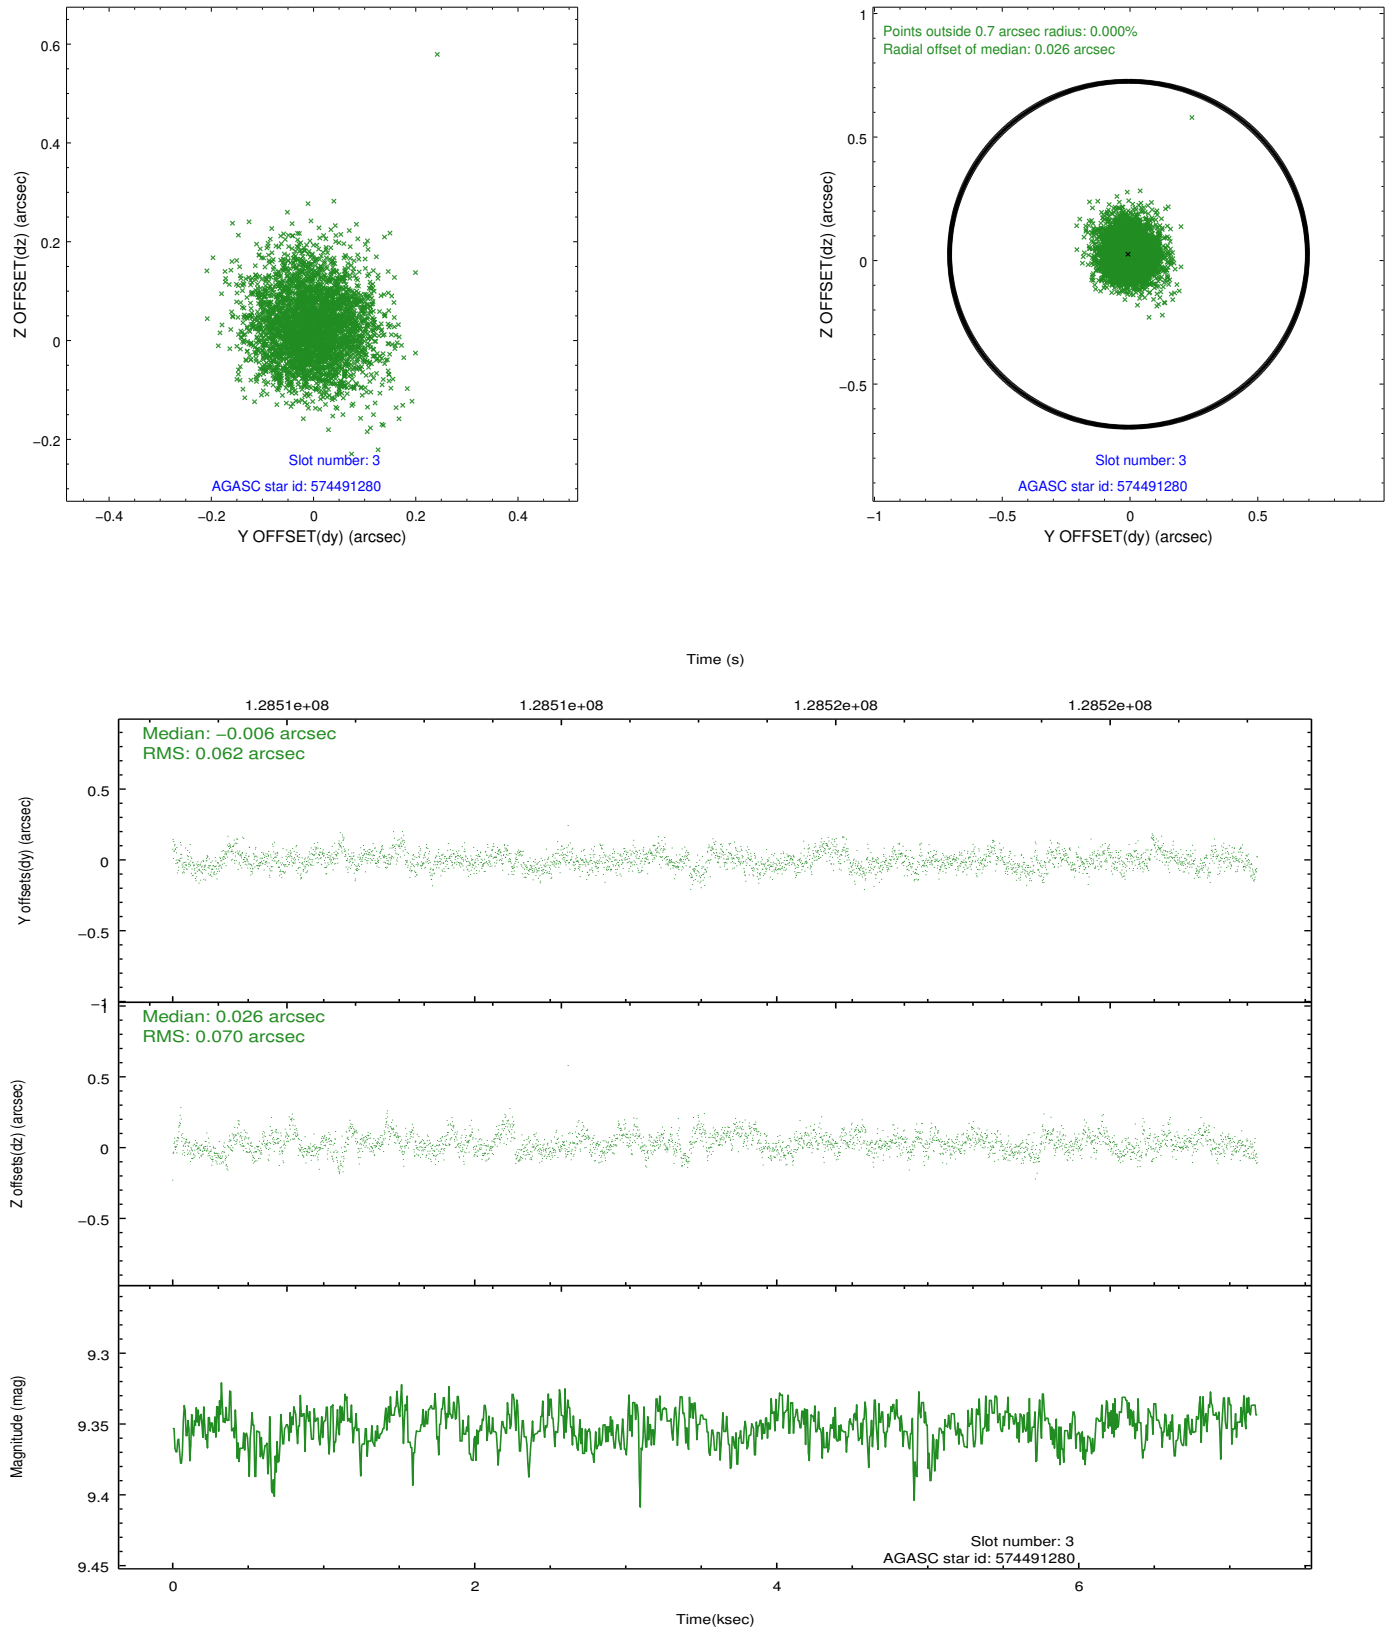 0.6
0.4
0.2
0
−0.2
Z OFFSET(dz) (arcsec)
Slot number: 3
AGASC star id: 574491280
−0.4 −0.2 0 0.2 0.4
Y OFFSET(dy) (arcsec)
Points outside 0.7 arcsec radius: 0.000%
Radial offset of median: 0.026 arcsec
1
0.5
0
−0.5
Z OFFSET(dz) (arcsec)
Slot number: 3
AGASC star id: 574491280
−1 −0.5 0 0.5
Y OFFSET(dy) (arcsec)
Time (s)
1.2851e+08 1.2851e+08 1.2852e+08 1.2852e+08
Median: −0.006 arcsec
RMS: 0.062 arcsec
0.5
0
−0.5
−1
Y offsets(dy) (arcsec)
Median: 0.026 arcsec
RMS: 0.070 arcsec
1
0.5
0
−0.5
Z offsets(dz) (arcsec)
9.3
9.35
9.4
9.45
Magnitude (mag)
Slot number: 3
AGASC star id: 574491280
0 2 4 6
Time(ksec)